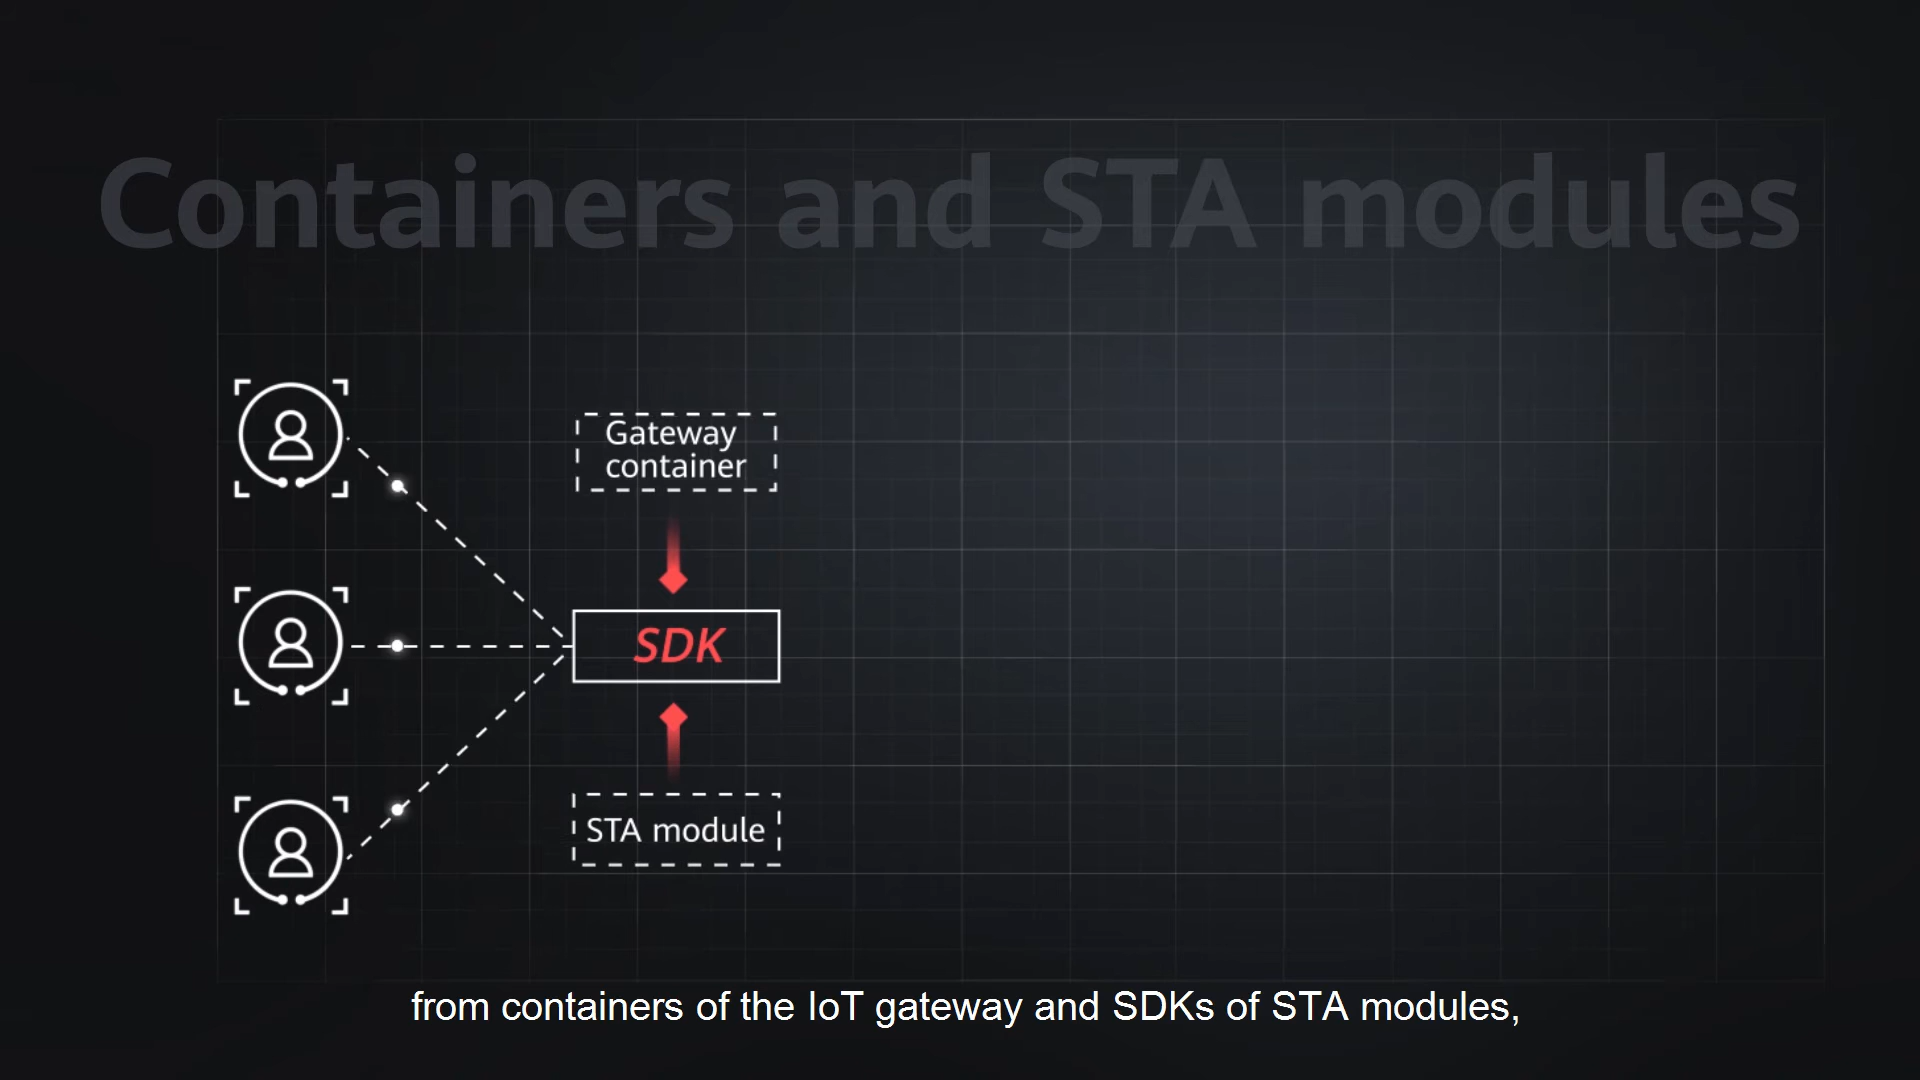 Containers and STA modules
Gateway
container
SDK
STA module
from containers of the IoT gateway and SDKs of STA modules,